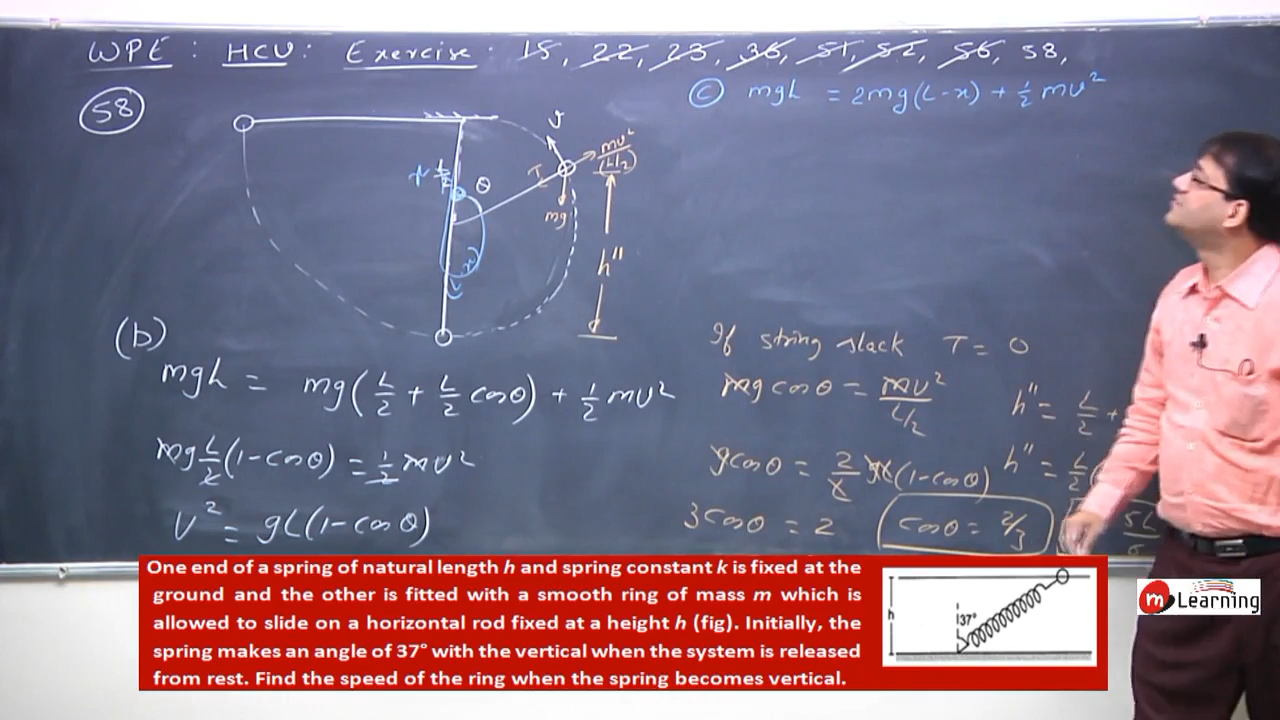 WPE : HCV : Exercise : 15, 22, 23, 36, 51, 52, 56, 58,
58
(c) mgL = 2mg(L-x) + 1/2 mv²
v
mv²/(L/2)
L/2
θ
T
mg
x
h"
(b)
mgL = mg(L/2 + L/2 cosθ) + 1/2 mv²
mg L/2 (1-cosθ) = 1/2 mv²
v² = gL(1-cosθ)
If string slack T = 0
mg cosθ = mv²/(L/2)
g cosθ = 2/L gL(1-cosθ)
3cosθ = 2
cosθ = 2/3
h" = L/2 +
h" = L/2
5L/6
One end of a spring of natural length h and spring constant k is fixed at the
ground and the other is fitted with a smooth ring of mass m which is
allowed to slide on a horizontal rod fixed at a height h (fig). Initially, the
spring makes an angle of 37° with the vertical when the system is released
from rest. Find the speed of the ring when the spring becomes vertical.
h
37°
m Learning